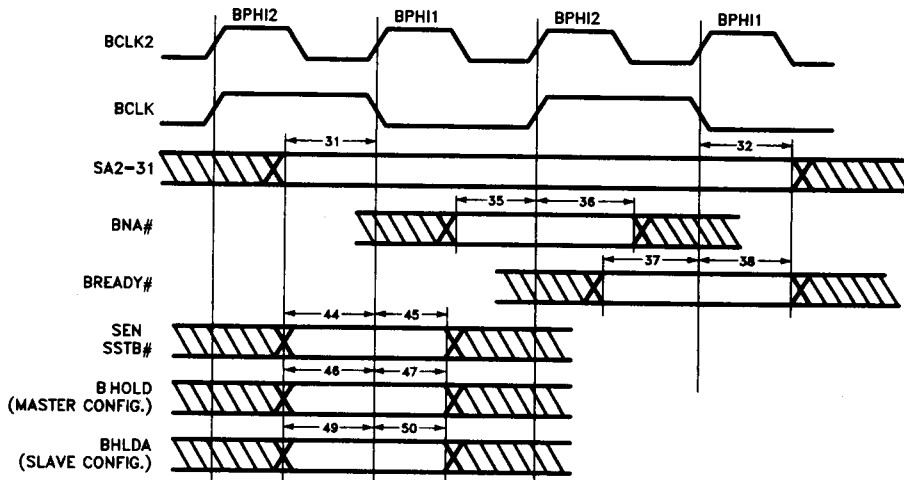 BPHI2 BPHI1 BPHI2 BPHI1
BCLK2
BCLK
31 32
SA2-31
35 36
BNA#
37 38
BREADY#
44 45
SEN
SSTB#
46 47
BHOLD
(MASTER CONFIG.)
49 50
BHLDA
(SLAVE CONFIG.)